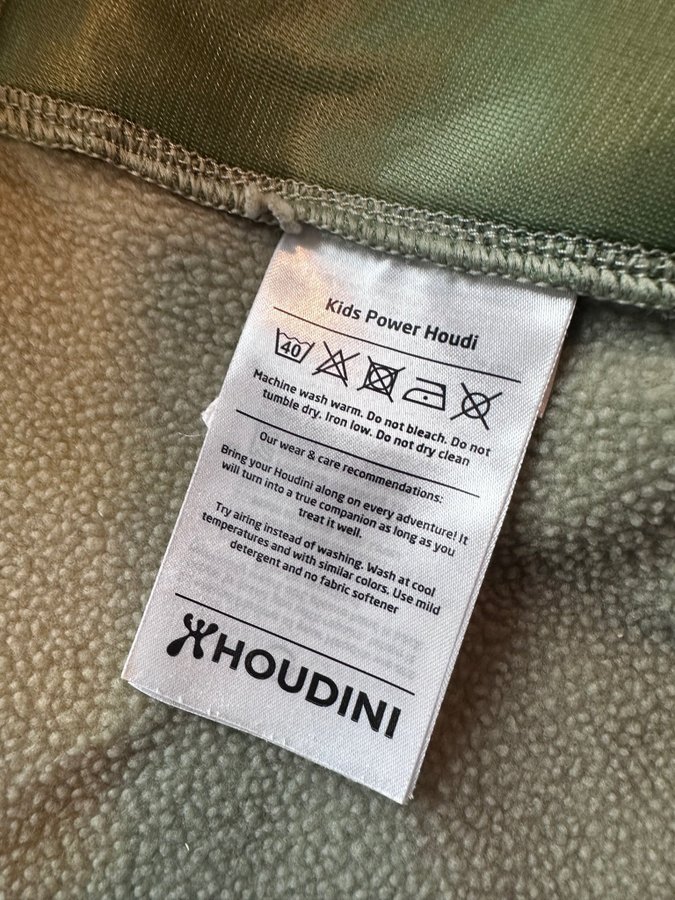 Kids Power Houdi
40
Machine wash warm. Do not bleach. Do not
tumble dry. Iron low. Do not dry clean
Our wear & care recommendations:
Bring your Houdini along on every adventure! It
will turn into a true companion as long as you
treat it well.
Try airing instead of washing. Wash at cool
temperatures and with similar colors. Use mild
detergent and no fabric softener
HOUDINI